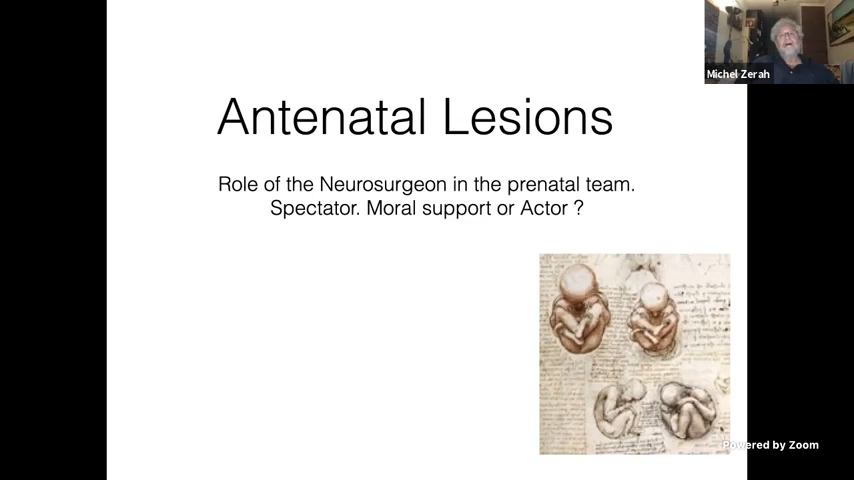 Michel Zerah
Antenatal Lesions
Role of the Neurosurgeon in the prenatal team.
Spectator. Moral support or Actor ?
Powered by Zoom